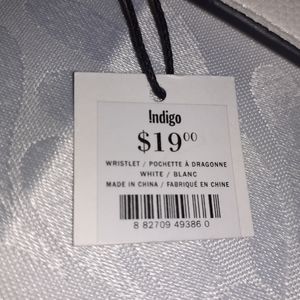 !ndigo
$19⁰⁰
WRISTLET / POCHETTE À DRAGONNE
WHITE / BLANC
MADE IN CHINA / FABRIQUÉ EN CHINE
8 82709 49386 0